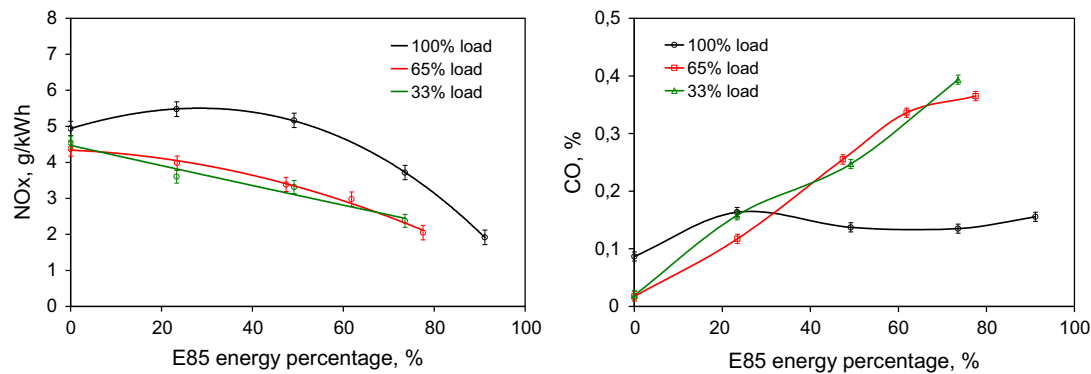 NOx, g/kWh
8
7
6
5
4
3
2
1
0
0 20 40 60 80 100
E85 energy percentage, %
100% load
65% load
33% load
CO, %
0,5
0,4
0,3
0,2
0,1
0
0 20 40 60 80 100
E85 energy percentage, %
100% load
65% load
33% load